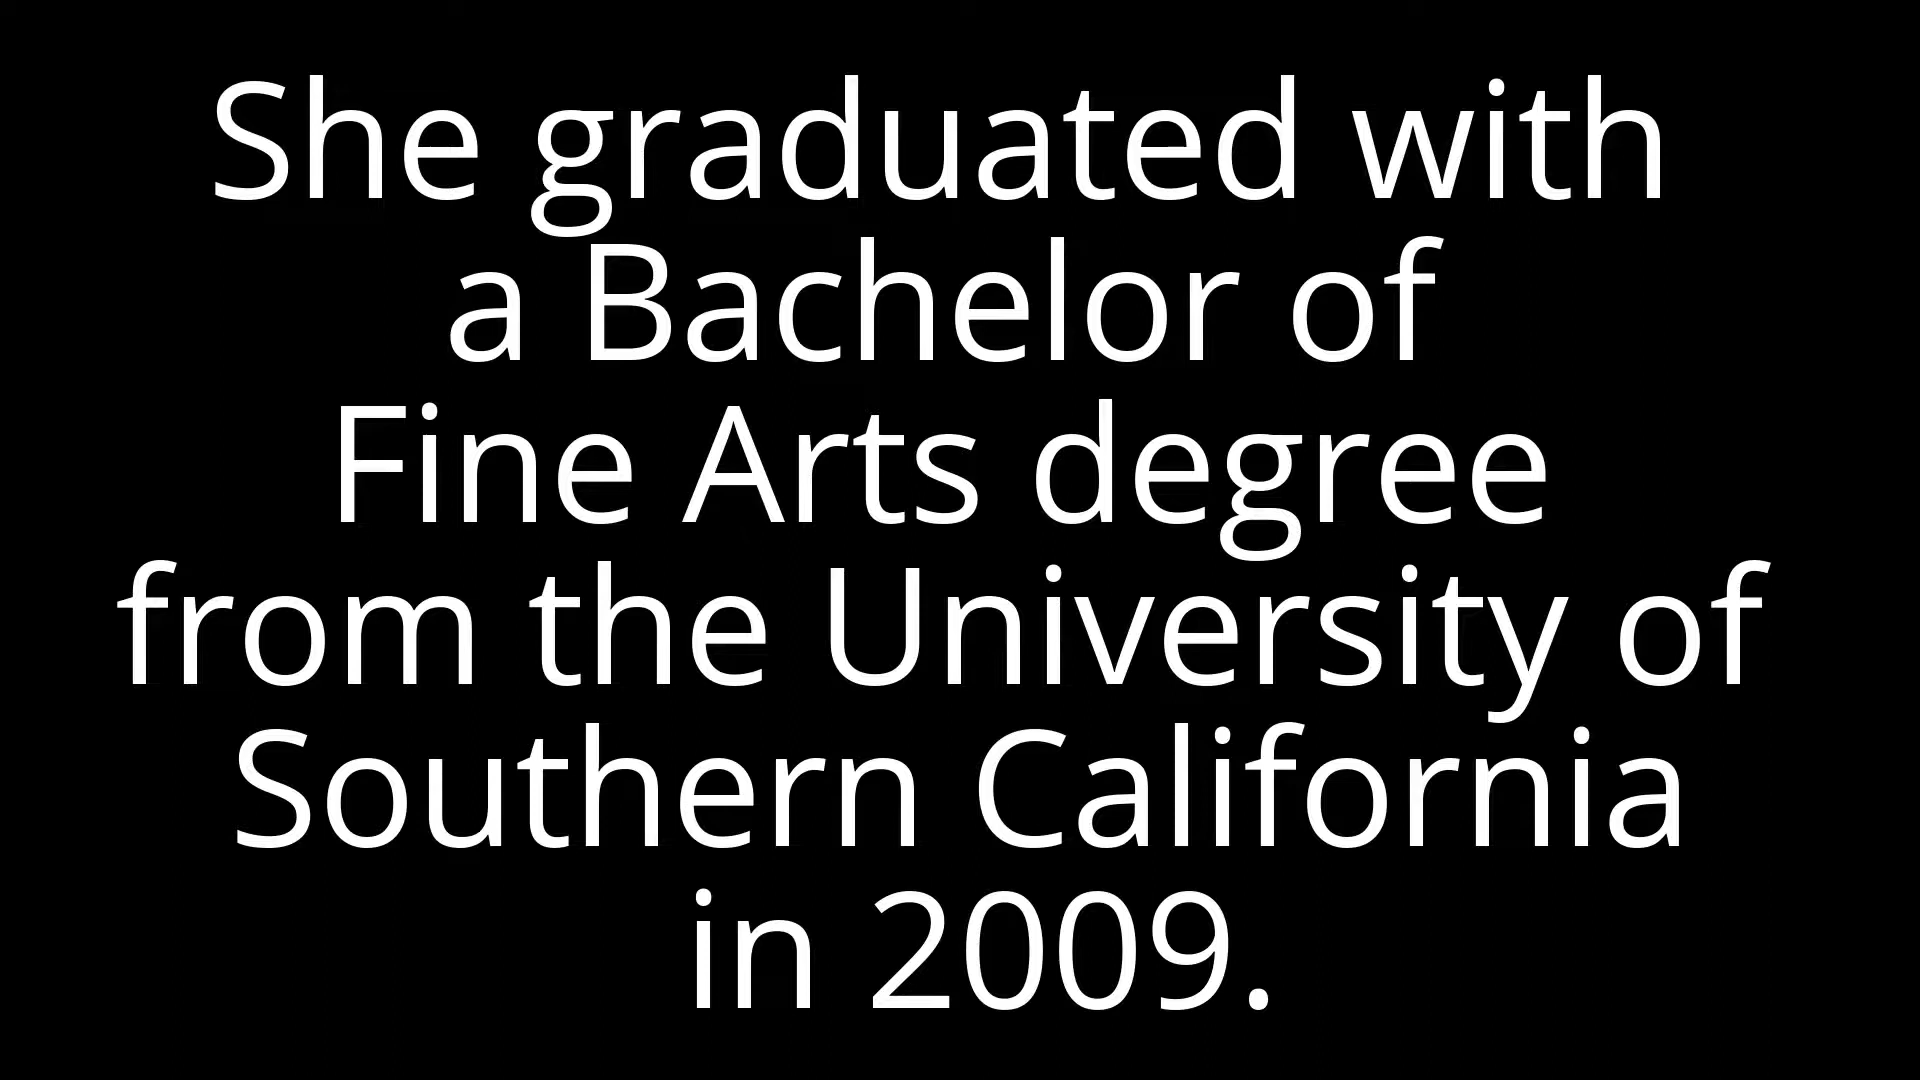 She graduated with
a Bachelor of
Fine Arts degree
from the University of
Southern California
in 2009.